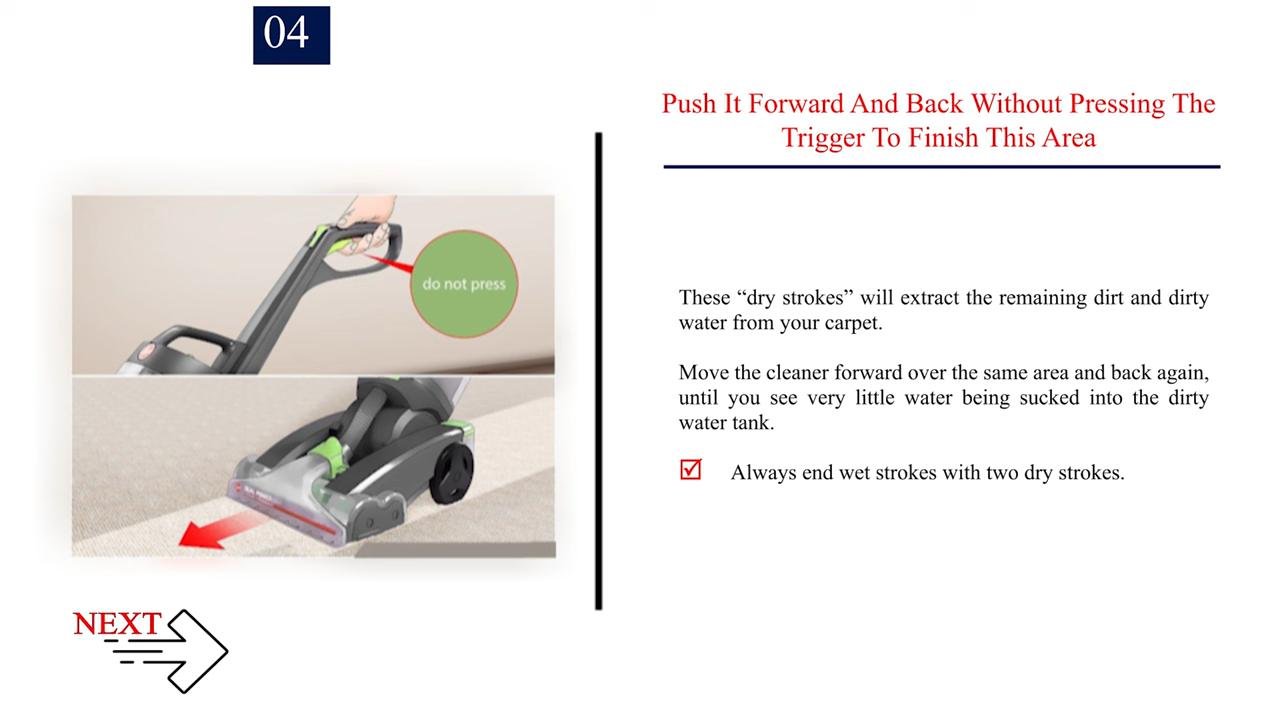 04
Push It Forward And Back Without Pressing The
Trigger To Finish This Area
do not press
These “dry strokes” will extract the remaining dirt and dirty
water from your carpet.
Move the cleaner forward over the same area and back again,
until you see very little water being sucked into the dirty
water tank.
Always end wet strokes with two dry strokes.
NEXT